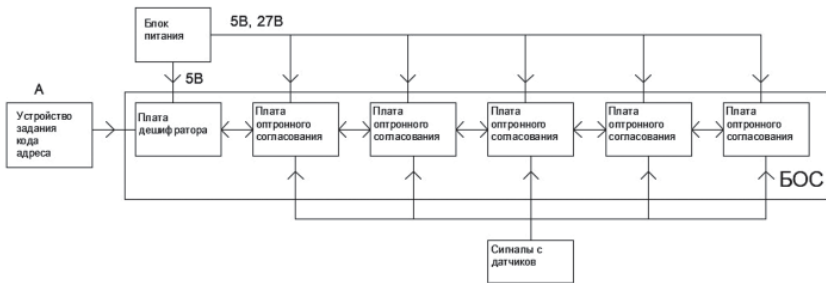 Блок
питания
5В, 27В
5В
А
Устройство
задания
кода
адреса
Плата
дешифратора
Плата
оптронного
согласования
Плата
оптронного
согласования
Плата
оптронного
согласования
Плата
оптронного
согласования
Плата
оптронного
согласования
БОС
Сигналы с
датчиков